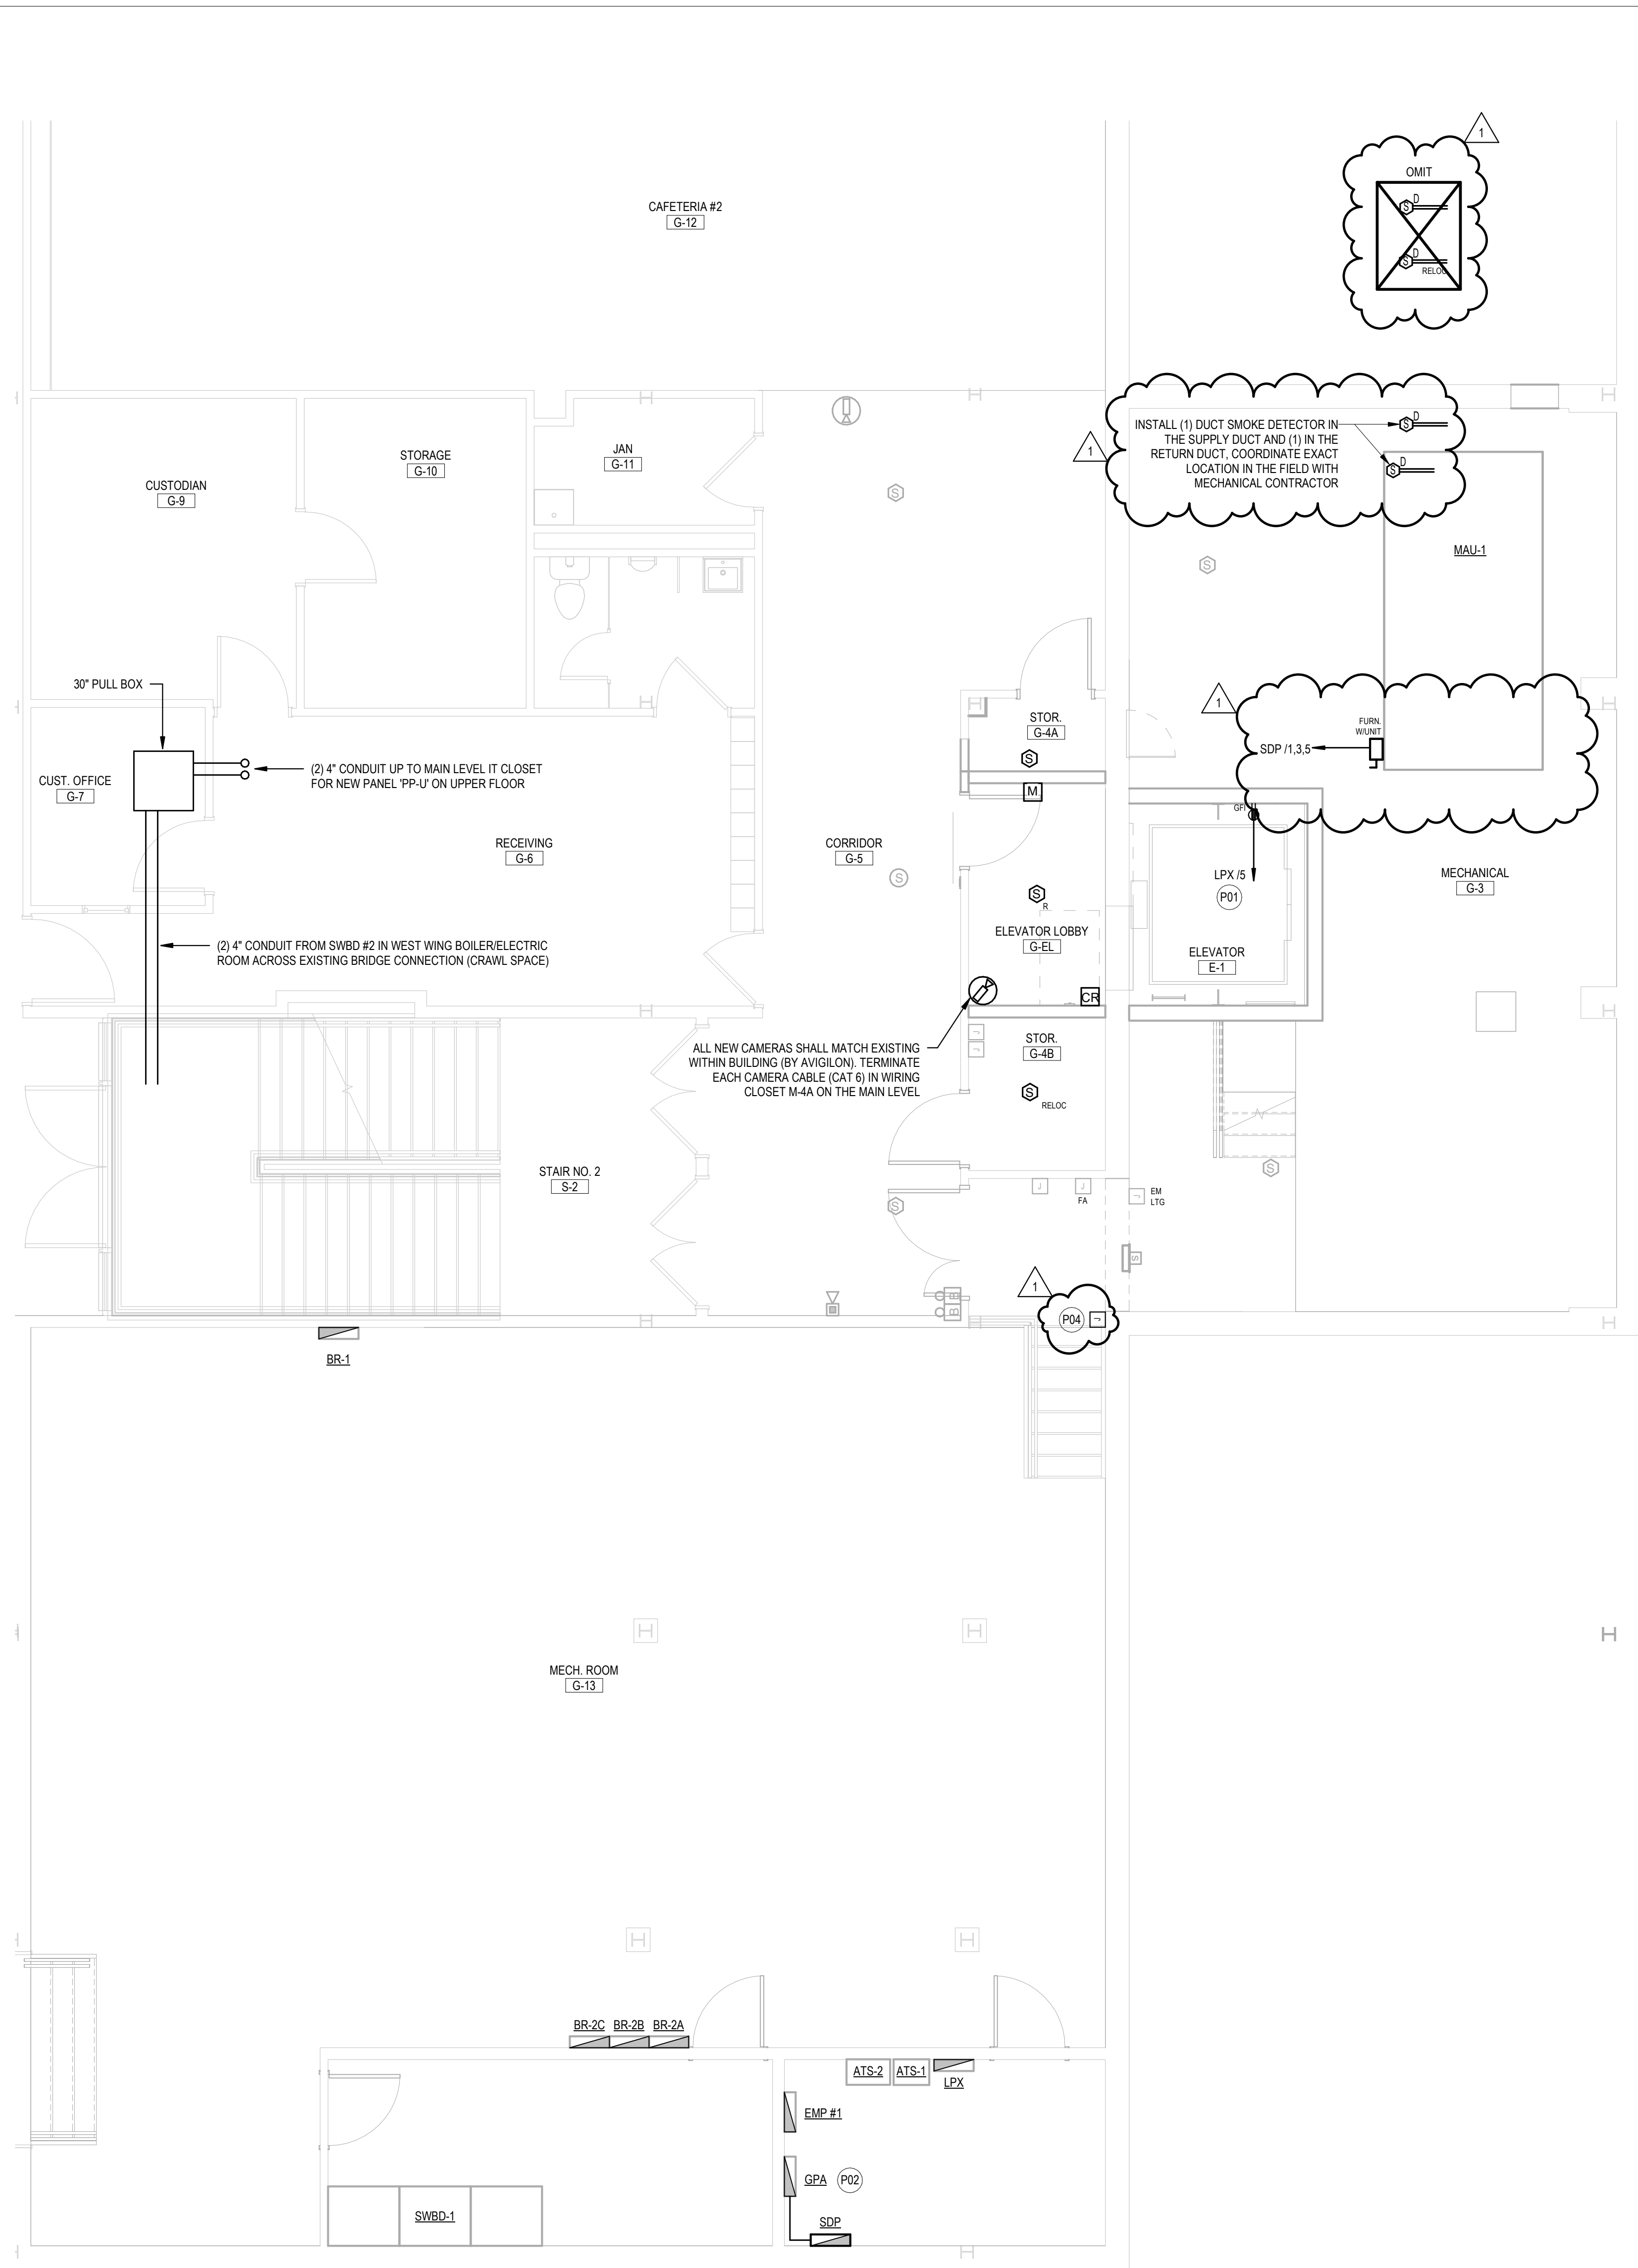 1
OMIT
S
D
S
D
RELOC
CAFETERIA #2
G-12
INSTALL (1) DUCT SMOKE DETECTOR IN
THE SUPPLY DUCT AND (1) IN THE
RETURN DUCT, COORDINATE EXACT
LOCATION IN THE FIELD WITH
MECHANICAL CONTRACTOR
1
S
D
S
D
MAU-1
JAN
G-11
STORAGE
G-10
CUSTODIAN
G-9
S
S
30" PULL BOX
CUST. OFFICE
G-7
(2) 4" CONDUIT UP TO MAIN LEVEL IT CLOSET
FOR NEW PANEL 'PP-U' ON UPPER FLOOR
STOR.
G-4A
S
M
1
FURN.
W/UNIT
SDP /1,3,5
GFI
RECEIVING
G-6
CORRIDOR
G-5
S
S
R
ELEVATOR LOBBY
G-EL
CR
LPX /5
P01
ELEVATOR
E-1
MECHANICAL
G-3
(2) 4" CONDUIT FROM SWBD #2 IN WEST WING BOILER/ELECTRIC
ROOM ACROSS EXISTING BRIDGE CONNECTION (CRAWL SPACE)
ALL NEW CAMERAS SHALL MATCH EXISTING
WITHIN BUILDING (BY AVIGILON). TERMINATE
EACH CAMERA CABLE (CAT 6) IN WIRING
CLOSET M-4A ON THE MAIN LEVEL
J
J
STOR.
G-4B
S
RELOC
STAIR NO. 2
S-2
S
S
J
J
FA
J
EM
LTG
S
B
B
1
P04
J
BR-1
MECH. ROOM
G-13
BR-2C
BR-2B
BR-2A
ATS-2
ATS-1
LPX
EMP #1
GPA
P02
SWBD-1
SDP